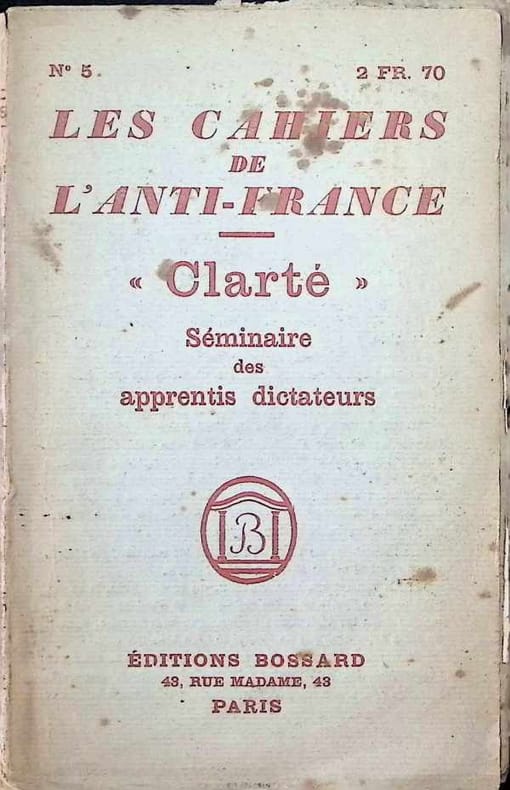 Nº 5
2 FR. 70
LES CAHIERS
DE
L'ANTI-FRANCE
« Clarté »
Séminaire
des
apprentis dictateurs
B
ÉDITIONS BOSSARD
43, RUE MADAME, 43
PARIS